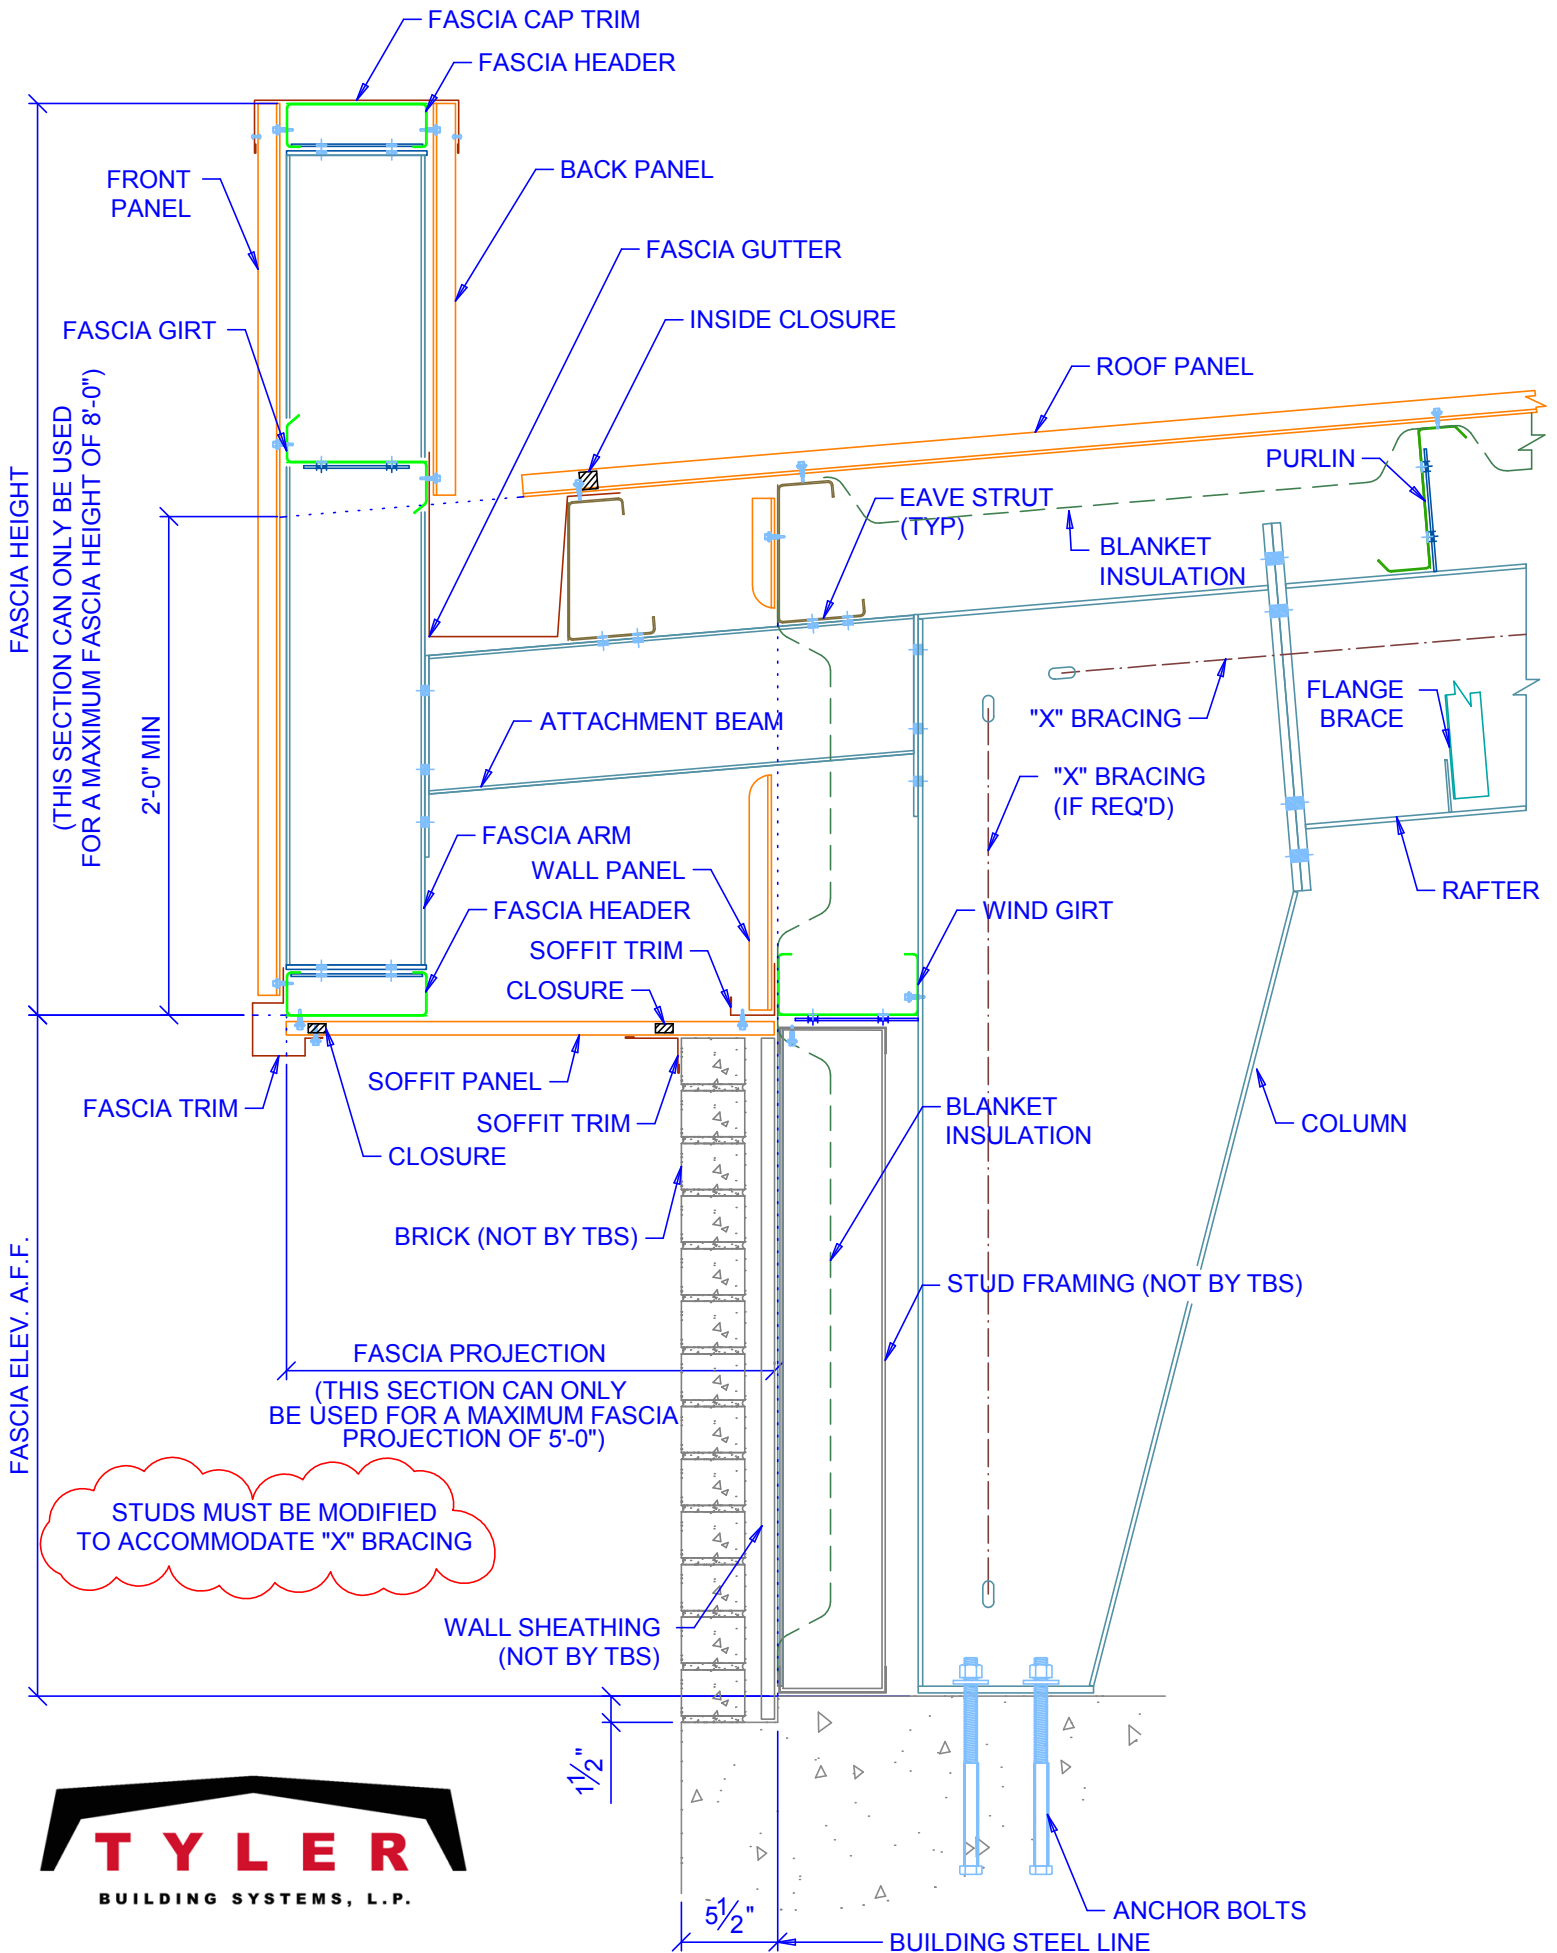 FASCIA CAP TRIM
FASCIA HEADER
FRONT
PANEL
BACK PANEL
FASCIA GUTTER
FASCIA GIRT
INSIDE CLOSURE
ROOF PANEL
FASCIA HEIGHT
(THIS SECTION CAN ONLY BE USED
FOR A MAXIMUM FASCIA HEIGHT OF 8'-0")
PURLIN
EAVE STRUT
(TYP)
BLANKET
INSULATION
2'-0" MIN
ATTACHMENT BEAM
"X" BRACING
FLANGE
BRACE
"X" BRACING
(IF REQ'D)
FASCIA ARM
WALL PANEL
RAFTER
FASCIA HEADER
WIND GIRT
SOFFIT TRIM
CLOSURE
SOFFIT PANEL
FASCIA TRIM
SOFFIT TRIM
BLANKET
INSULATION
COLUMN
CLOSURE
BRICK (NOT BY TBS)
STUD FRAMING (NOT BY TBS)
FASCIA ELEV. A.F.F.
FASCIA PROJECTION
(THIS SECTION CAN ONLY
BE USED FOR A MAXIMUM FASCIA
PROJECTION OF 5'-0")
STUDS MUST BE MODIFIED
TO ACCOMMODATE "X" BRACING
WALL SHEATHING
(NOT BY TBS)
1 1/2"
TYLER
BUILDING SYSTEMS, L.P.
5 1/2"
ANCHOR BOLTS
BUILDING STEEL LINE